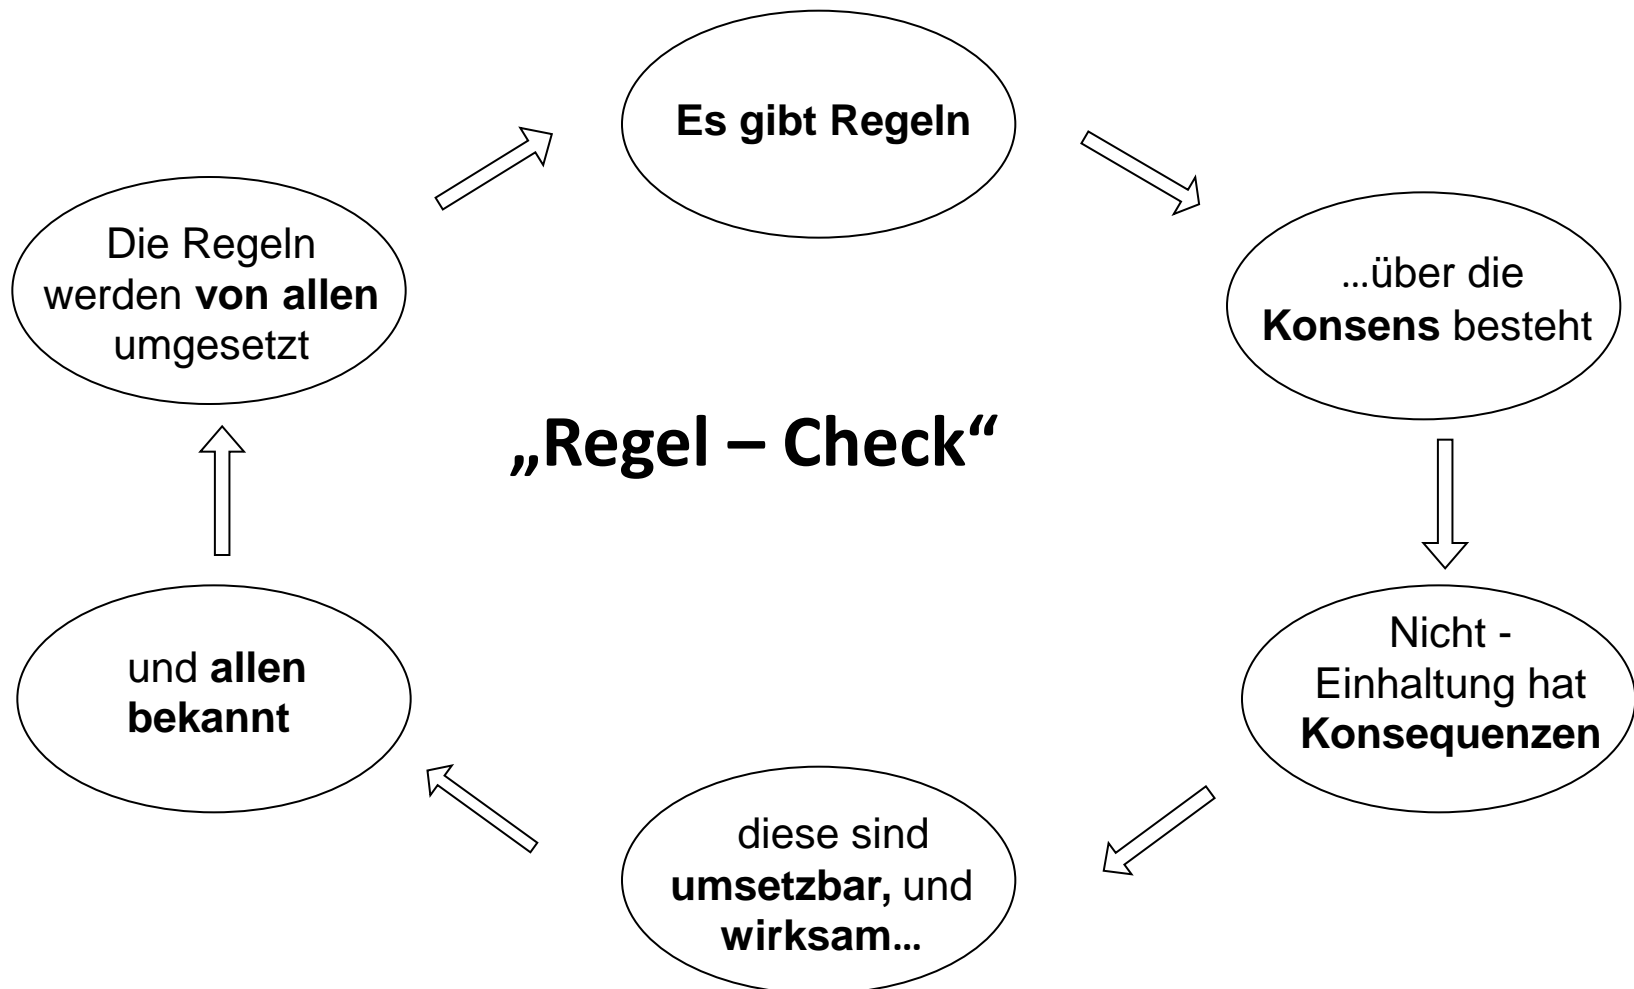 Es gibt Regeln
…über die
Konsens besteht
Nicht -
Einhaltung hat
Konsequenzen
diese sind
umsetzbar, und
wirksam…
und allen
bekannt
Die Regeln
werden von allen
umgesetzt
„Regel – Check“